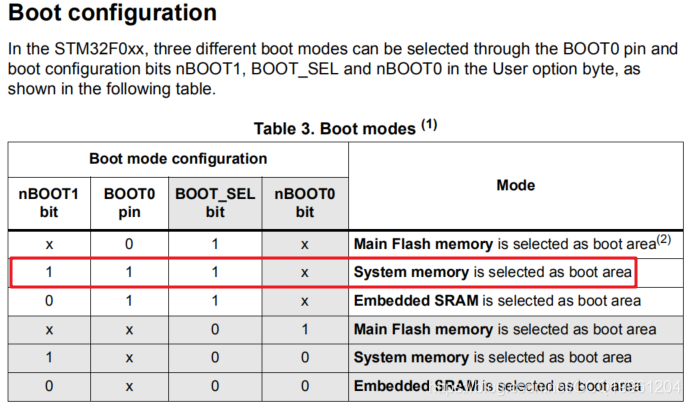 Boot configuration
In the STM32F0xx, three different boot modes can be selected through the BOOT0 pin and
boot configuration bits nBOOT1, BOOT_SEL and nBOOT0 in the User option byte, as
shown in the following table.
Table 3. Boot modes (1)
Boot mode configuration
Mode
nBOOT1 bit
BOOT0 pin
BOOT_SEL bit
nBOOT0 bit
x 0 1 x Main Flash memory is selected as boot area(2)
1 1 1 x System memory is selected as boot area
0 1 1 x Embedded SRAM is selected as boot area
x x 0 1 Main Flash memory is selected as boot area
1 x 0 0 System memory is selected as boot area
0 x 0 0 Embedded SRAM is selected as boot area